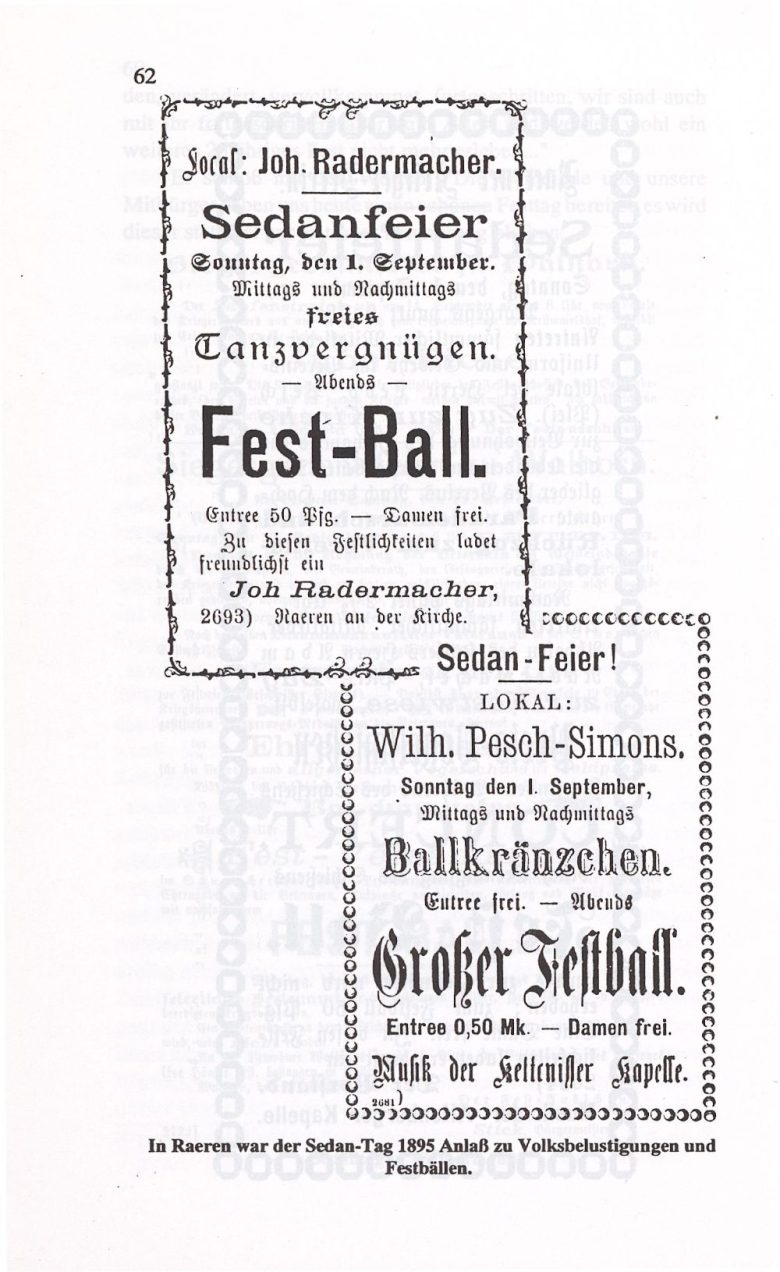 62
Local: Joh. Radermacher.
Sedanfeier
Sonntag, den 1. September.
Mittags und Nachmittags
freies
Tanzvergnügen.
— Abends —
Fest-Ball.
Entree 50 Pfg. — Damen frei.
Zu diesen Festlichkeiten ladet
freundlichst ein
Joh Radermacher,
2693) Raeren an der Kirche.
Sedan-Feier!
LOKAL:
Wilh. Pesch-Simons.
Sonntag den 1. September,
Mittags und Nachmittags
Ballkränzchen.
Entree frei. — Abends
Großer Festball.
Entree 0,50 Mk. — Damen frei.
Musik der Kettenisser Kapelle.
2681)
In Raeren war der Sedan-Tag 1895 Anlaß zu Volksbelustigungen und
Festbällen.